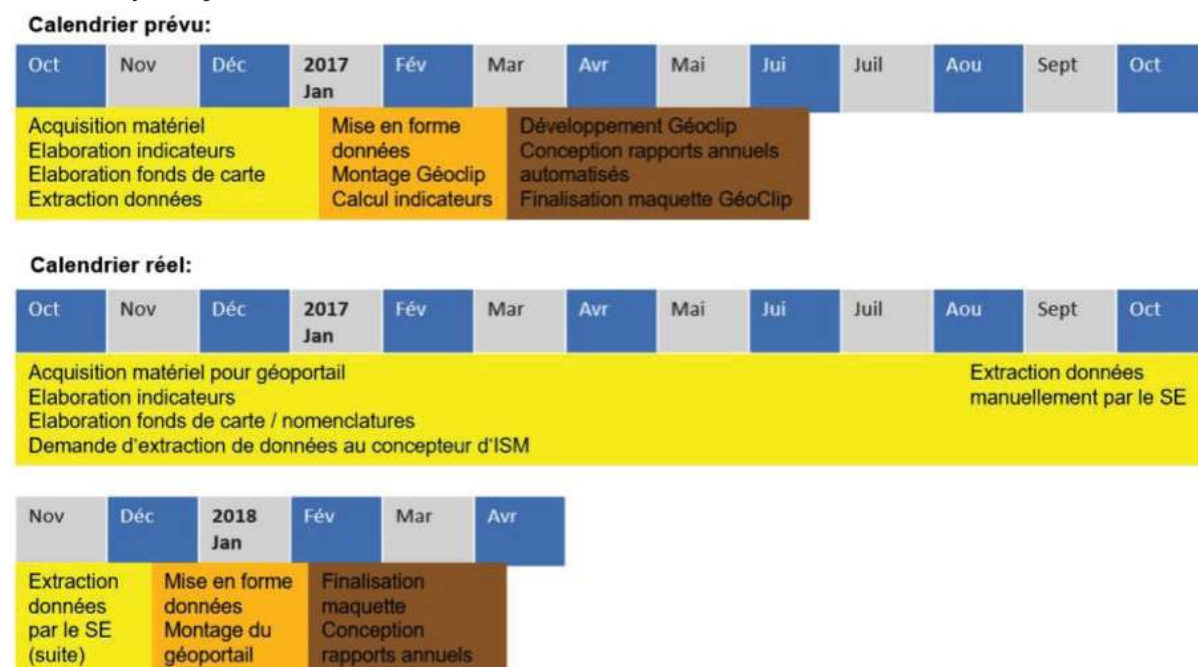 Calendrier prévu:
Oct Nov Déc 2017 Jan Fév Mar Avr Mai Jui Juil Aou Sept Oct
Acquisition matériel
Elaboration indicateurs
Elaboration fonds de carte
Extraction données
Mise en forme
données
Montage Géoclip
Calcul indicateurs
Développement Géoclip
Conception rapports annuels
automatisés
Finalisation maquette GéoClip
Calendrier réel:
Oct Nov Déc 2017 Jan Fév Mar Avr Mai Jui Juil Aou Sept Oct
Acquisition matériel pour géoportail
Elaboration indicateurs
Elaboration fonds de carte / nomenclatures
Demande d'extraction de données au concepteur d'ISM
Extraction données
manuellement par le SE
Nov Déc 2018 Jan Fév Mar Avr
Extraction
données
par le SE
(suite)
Mise en forme
données
Montage du
géoportail
Finalisation
maquette
Conception
rapports annuels